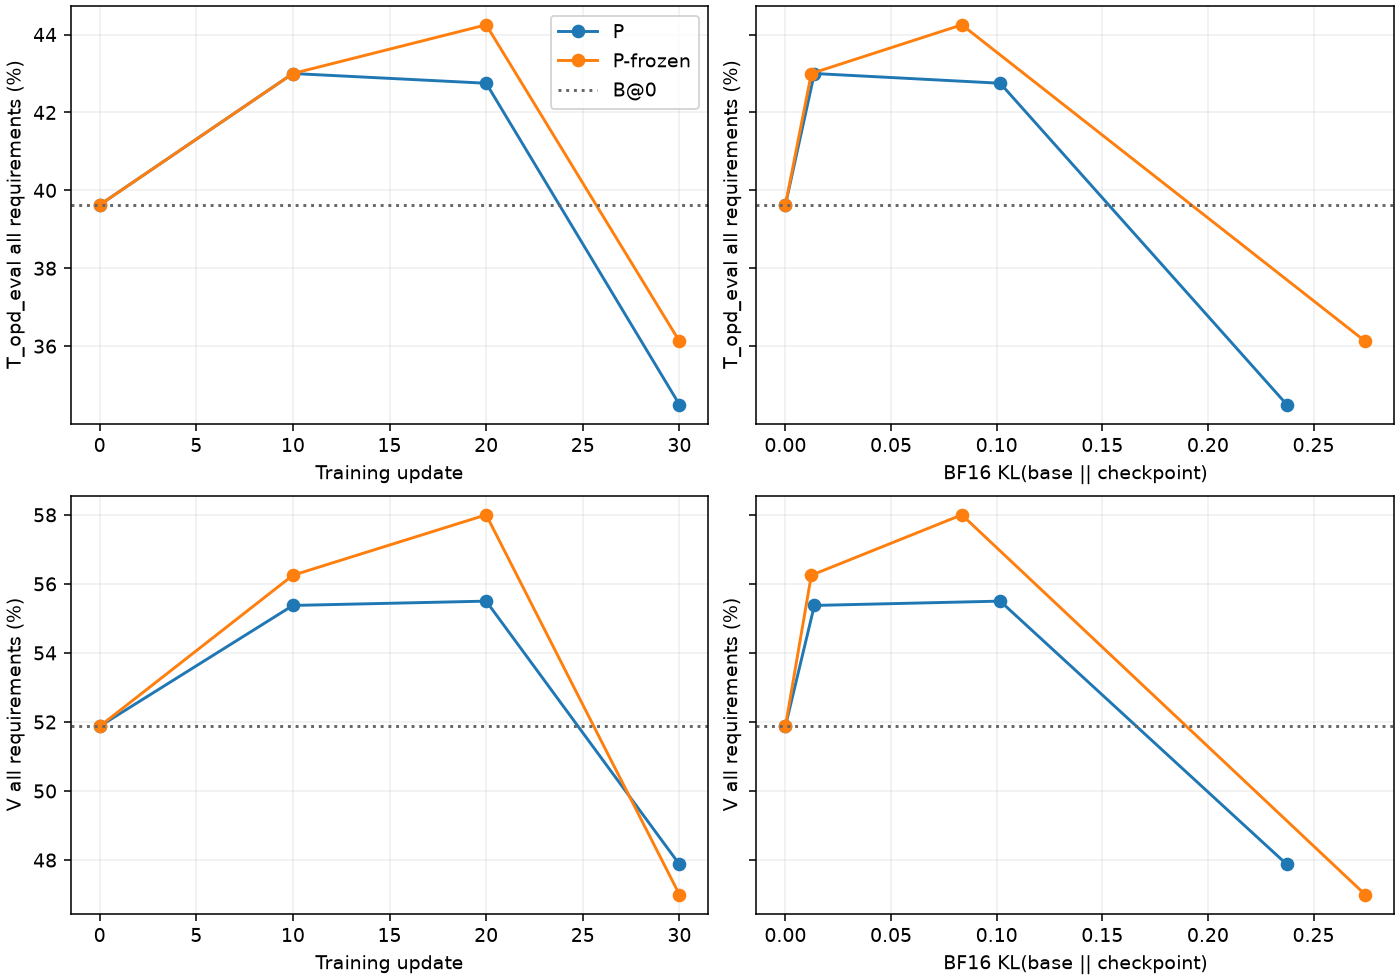 T_opd_eval all requirements (%)
44
42
40
38
36
P
P-frozen
B@0
0 5 10 15 20 25 30
Training update
T_opd_eval all requirements (%)
0.00 0.05 0.10 0.15 0.20 0.25
BF16 KL(base || checkpoint)
V all requirements (%)
58
56
54
52
50
48
0 5 10 15 20 25 30
Training update
V all requirements (%)
0.00 0.05 0.10 0.15 0.20 0.25
BF16 KL(base || checkpoint)